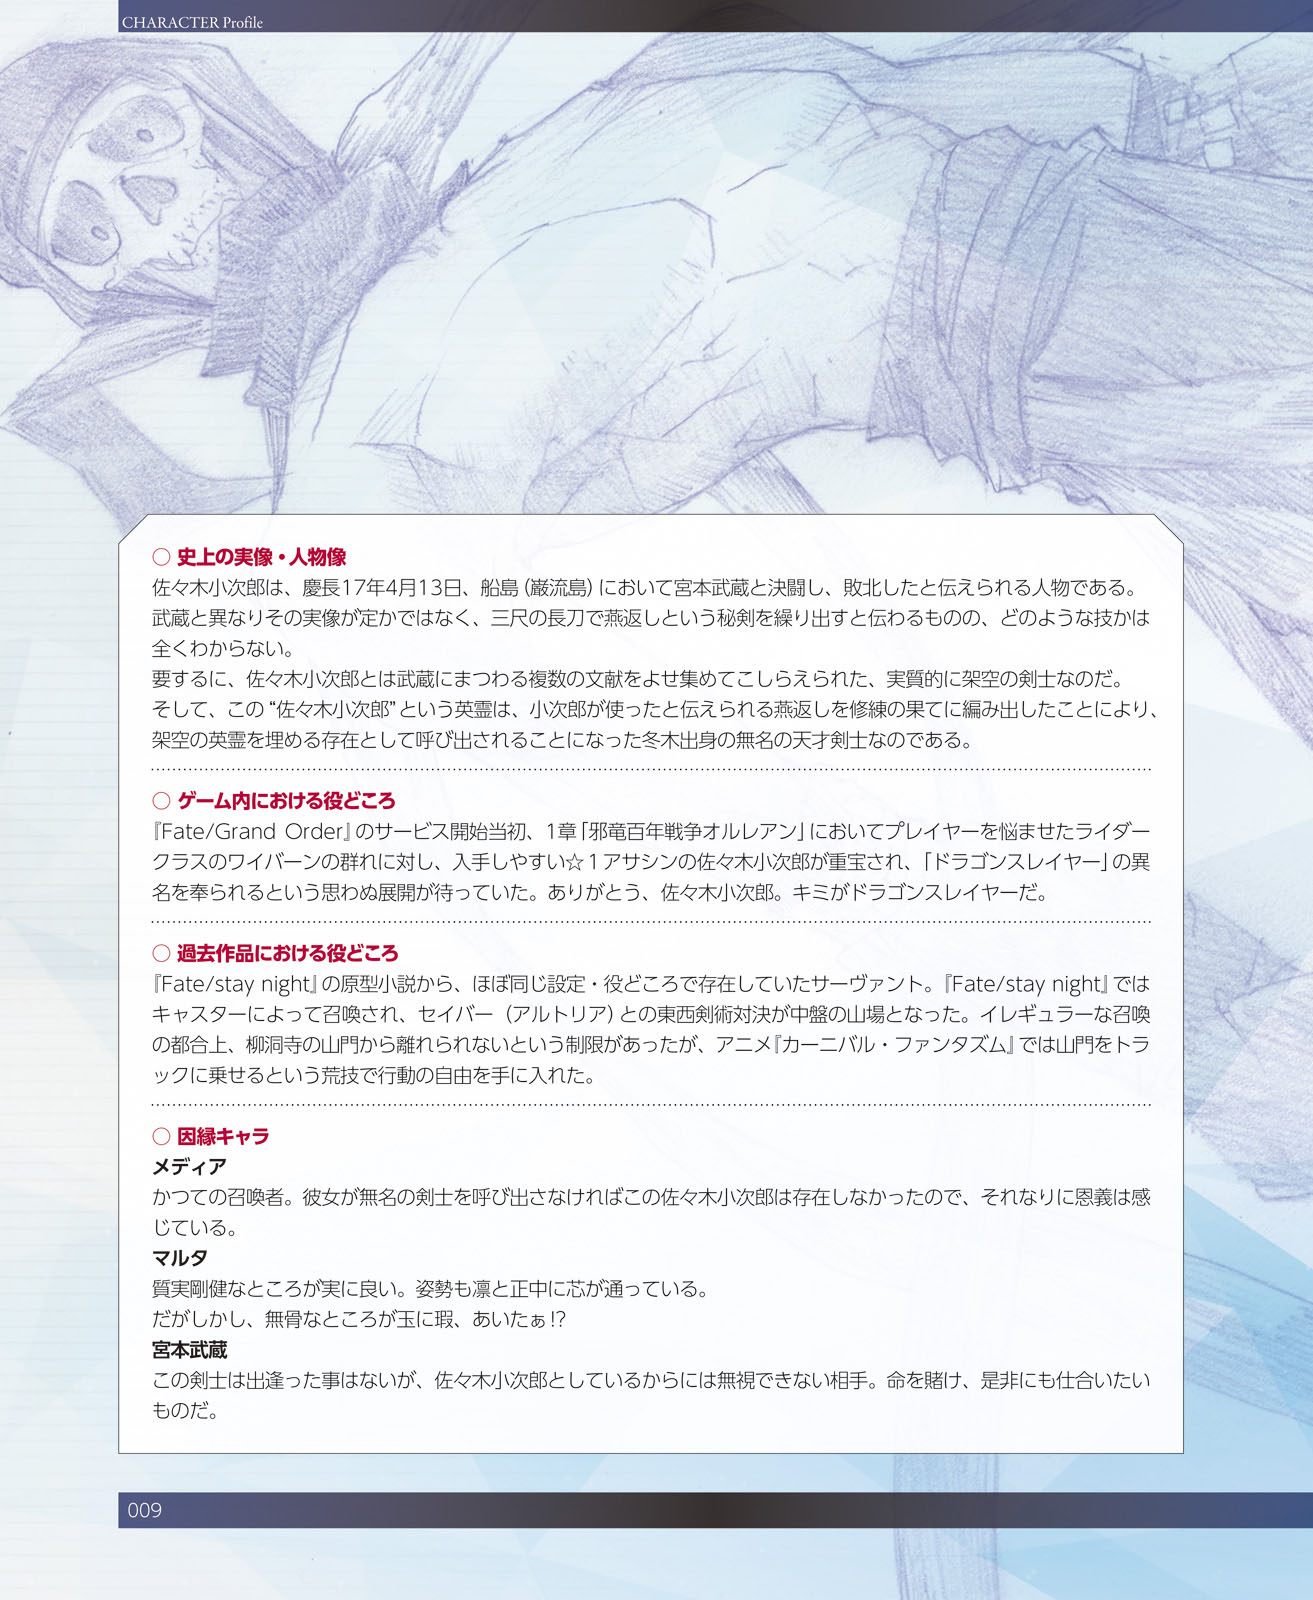 CHARACTER Profile
○ 史上の実像・人物像
佐々木小次郎は、慶長17年4月13日、船島（巌流島）において宮本武蔵と決闘し、敗北したと伝えられる人物である。
武蔵と異なりその実像が定かではなく、三尺の長刀で燕返しという秘剣を繰り出すと伝わるものの、どのような技かは
全くわからない。
要するに、佐々木小次郎とは武蔵にまつわる複数の文献をよせ集めてこしらえられた、実質的に架空の剣士なのだ。
そして、この“佐々木小次郎”という英霊は、小次郎が使ったと伝えられる燕返しを修練の果てに編み出したことにより、
架空の英霊を埋める存在として呼び出されることになった冬木出身の無名の天才剣士なのである。
○ ゲーム内における役どころ
『Fate/Grand Order』のサービス開始当初、1章「邪竜百年戦争オルレアン」においてプレイヤーを悩ませたライダー
クラスのワイバーンの群れに対し、入手しやすい☆１アサシンの佐々木小次郎が重宝され、「ドラゴンスレイヤー」の異
名を奉られるという思わぬ展開が待っていた。ありがとう、佐々木小次郎。キミがドラゴンスレイヤーだ。
○ 過去作品における役どころ
『Fate/stay night』の原型小説から、ほぼ同じ設定・役どころで存在していたサーヴァント。『Fate/stay night』では
キャスターによって召喚され、セイバー（アルトリア）との東西剣術対決が中盤の山場となった。イレギュラーな召喚
の都合上、柳洞寺の山門から離れられないという制限があったが、アニメ『カーニバル・ファンタズム』では山門をトラ
ックに乗せるという荒技で行動の自由を手に入れた。
○ 因縁キャラ
メディア
かつての召喚者。彼女が無名の剣士を呼び出さなければこの佐々木小次郎は存在しなかったので、それなりに恩義は感
じている。
マルタ
質実剛健なところが実に良い。姿勢も凛と正中に芯が通っている。
だがしかし、無骨なところが玉に瑕、あいたぁ!?
宮本武蔵
この剣士は出逢った事はないが、佐々木小次郎としているからには無視できない相手。命を賭け、是非にも仕合いたい
ものだ。
009